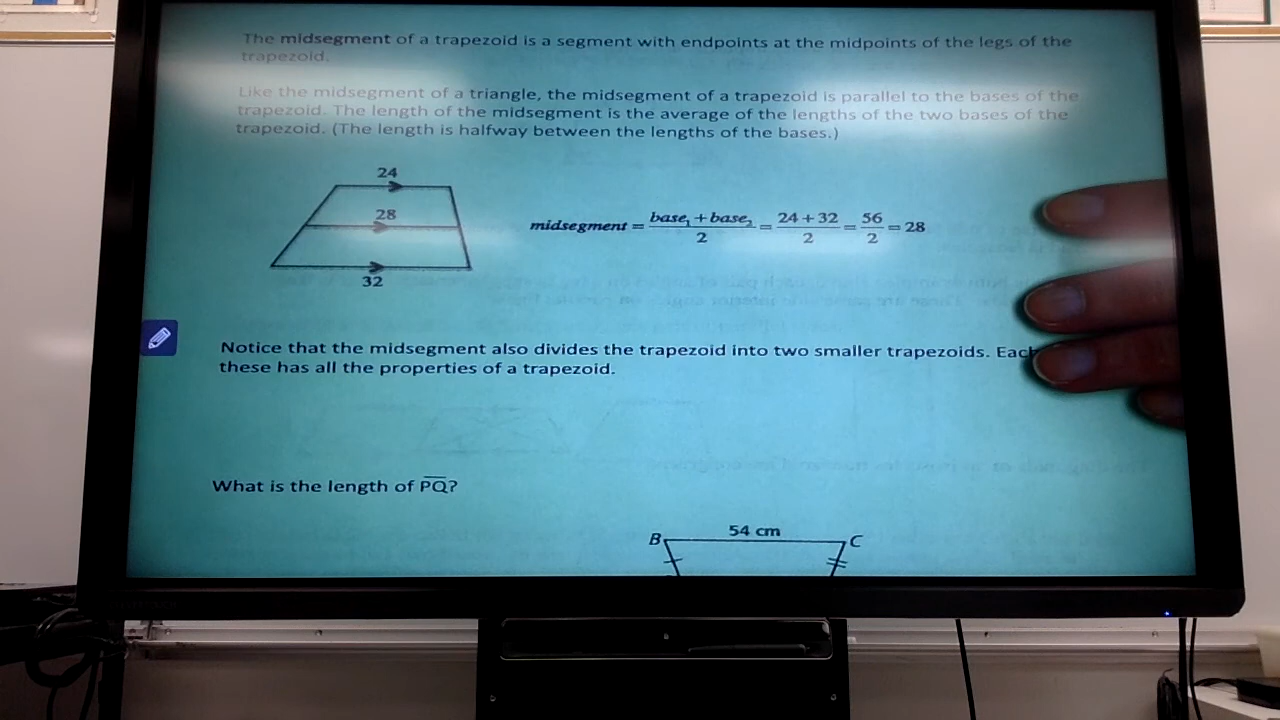 The midsegment of a trapezoid is a segment with endpoints at the midpoints of the legs of the
trapezoid.
Like the midsegment of a triangle, the midsegment of a trapezoid is parallel to the bases of the
trapezoid. The length of the midsegment is the average of the lengths of the two bases of the
trapezoid. (The length is halfway between the lengths of the bases.)
24
28
32
midsegment = base₁ + base₂ / 2 = 24 + 32 / 2 = 56 / 2 = 28
Notice that the midsegment also divides the trapezoid into two smaller trapezoids. Each
these has all the properties of a trapezoid.
What is the length of P̅Q̅?
B 54 cm C